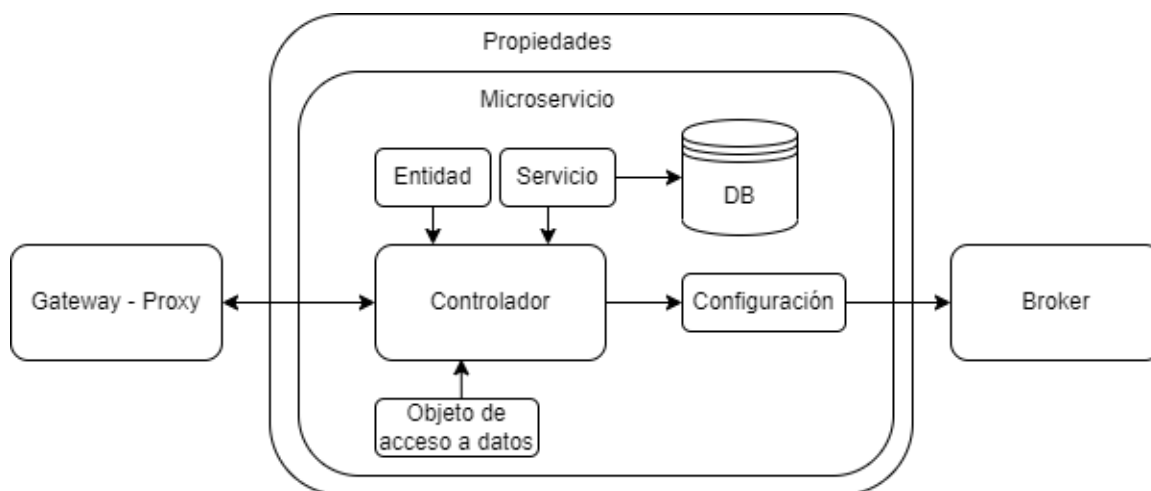 Propiedades
Microservicio
Entidad
Servicio
DB
Gateway - Proxy
Controlador
Configuración
Broker
Objeto de
acceso a datos